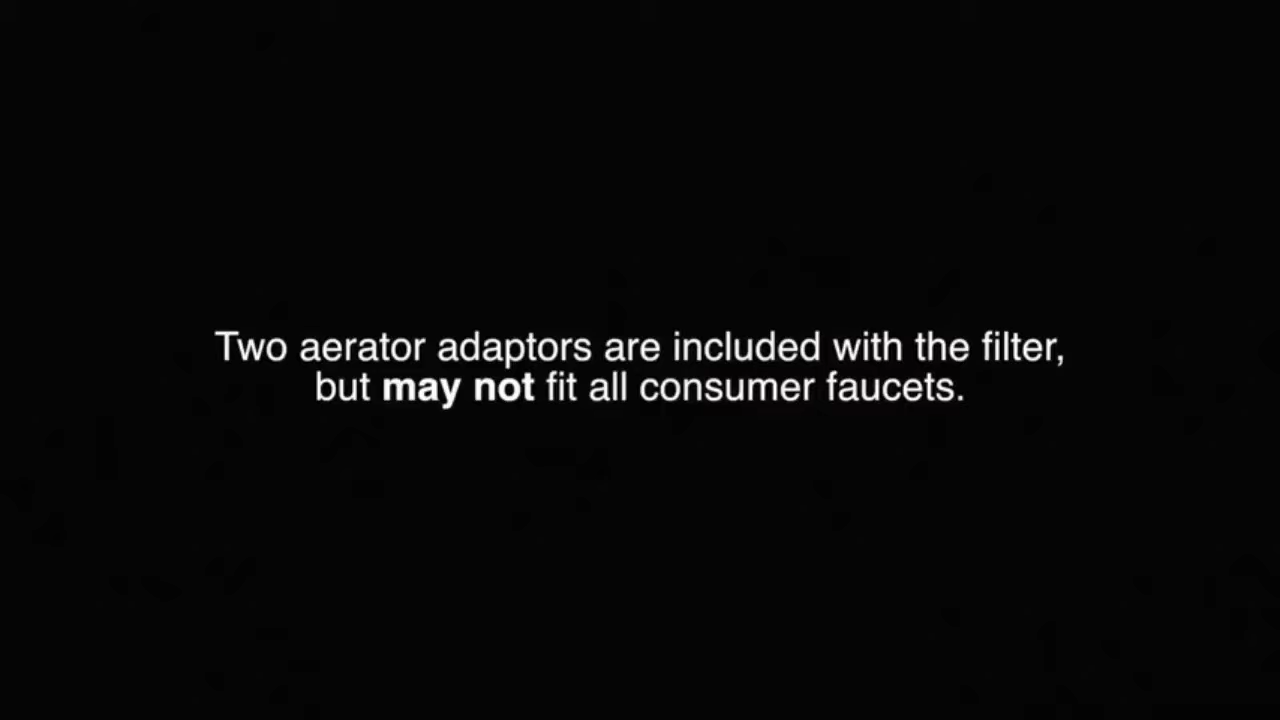 Two aerator adaptors are included with the filter,
but may not fit all consumer faucets.